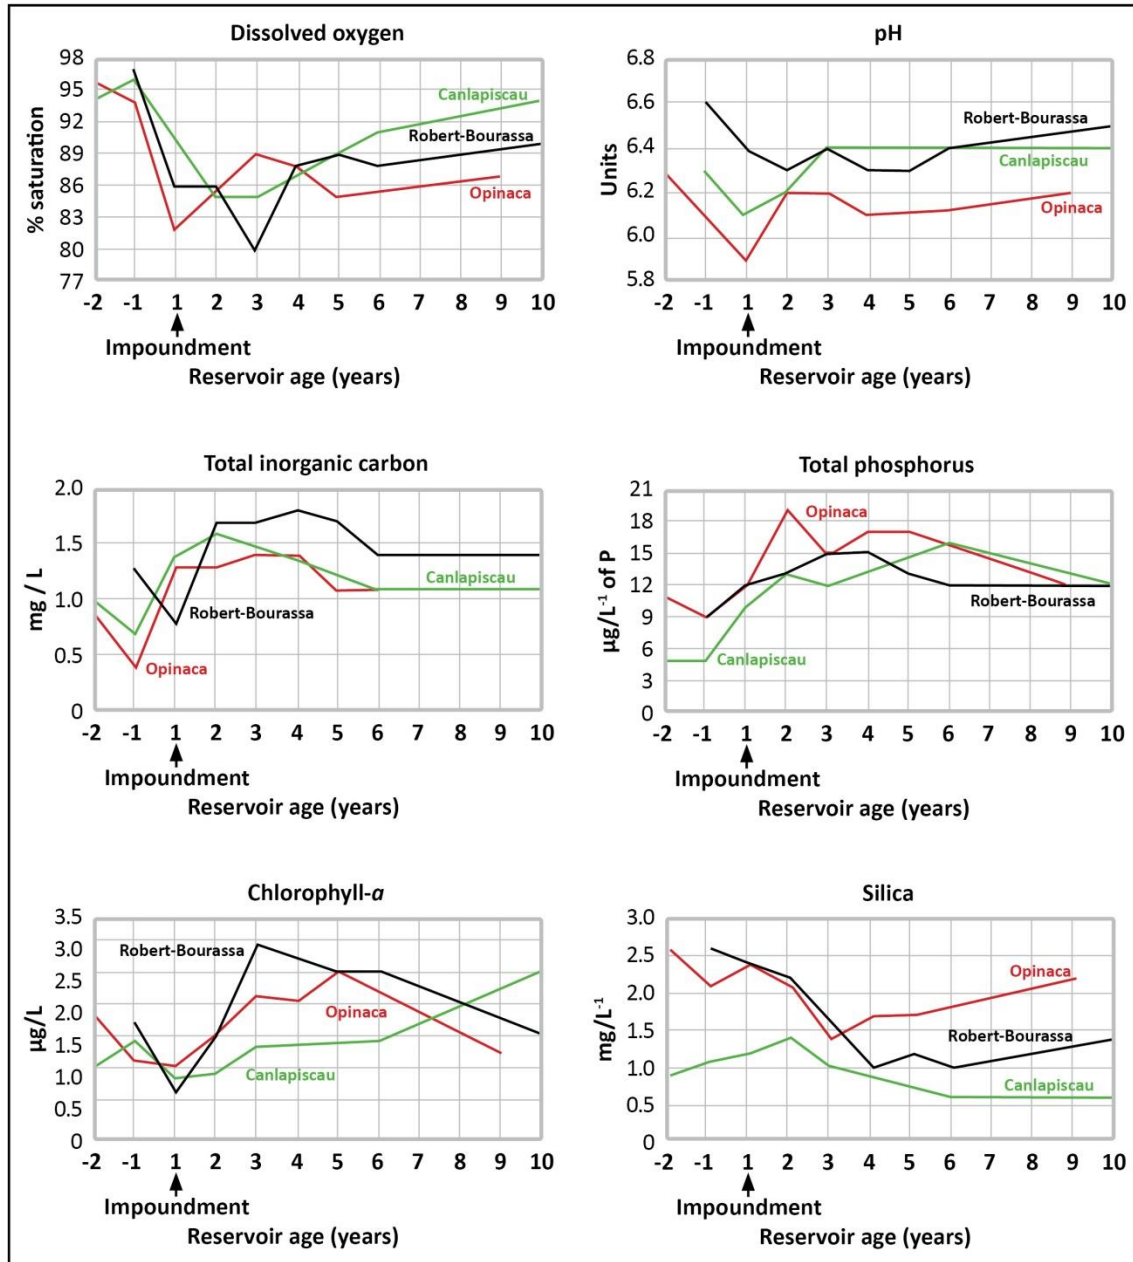 Dissolved oxygen
% saturation
98
95
92
89
86
83
80
77
Canlapiscau
Robert-Bourassa
Opinaca
-2 -1 1 2 3 4 5 6 7 8 9 10
Impoundment
Reservoir age (years)
pH
Units
6.8
6.6
6.4
6.2
6.0
5.8
Robert-Bourassa
Canlapiscau
Opinaca
-2 -1 1 2 3 4 5 6 7 8 9 10
Impoundment
Reservoir age (years)
Total inorganic carbon
mg / L
2.0
1.5
1.0
0.5
0
Canlapiscau
Robert-Bourassa
Opinaca
-2 -1 1 2 3 4 5 6 7 8 9 10
Impoundment
Reservoir age (years)
Total phosphorus
µg/L⁻¹ of P
21
18
15
12
9
6
3
0
Opinaca
Robert-Bourassa
Canlapiscau
-2 -1 1 2 3 4 5 6 7 8 9 10
Impoundment
Reservoir age (years)
Chlorophyll-a
µg/L
3.5
3.0
2.5
2.0
1.5
1.0
0.5
0
Robert-Bourassa
Opinaca
Canlapiscau
-2 -1 1 2 3 4 5 6 7 8 9 10
Impoundment
Reservoir age (years)
Silica
mg/L⁻¹
3.0
2.5
2.0
1.5
1.0
0.5
0
Opinaca
Robert-Bourassa
Canlapiscau
-2 -1 1 2 3 4 5 6 7 8 9 10
Impoundment
Reservoir age (years)